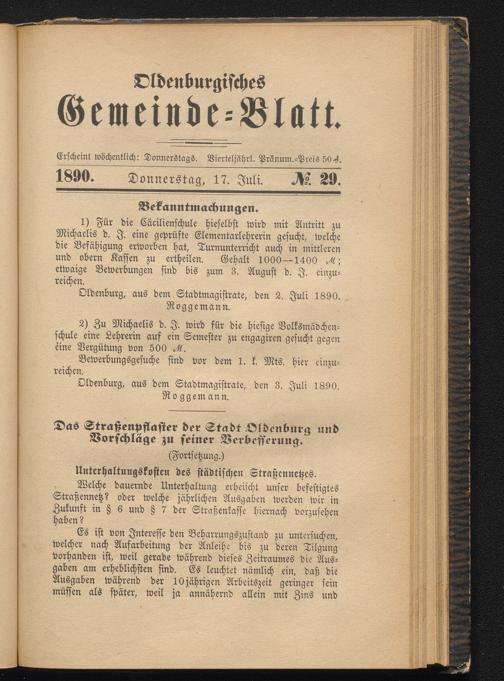 Oldenburgisches
Gemeinde-Blatt.
Erscheint wöchentlich: Donnerstags. Vierteljährl. Pränum.-Preis 50 ₰.
1890. Donnerstag, 17. Juli. №. 29.
Bekanntmachungen.
1) Für die Cäcilienschule hieselbst wird mit Antritt zu
Michaelis d. J. eine geprüfte Elementarlehrerin gesucht, welche
die Befähigung erworben hat, Turnunterricht auch in mittleren
und obern Kassen zu ertheilen. Gehalt 1000—1400 ℳ;
etwaige Bewerbungen sind bis zum 3. August d. J. einzu-
reichen.
Oldenburg, aus dem Stadtmagistrate, den 2. Juli 1890.
Roggemann.
2) Zu Michaelis d. J. wird für die hiesige Volksmädchen-
schule eine Lehrerin auf ein Semester zu engagiren gesucht gegen
eine Vergütung von 500 ℳ.
Bewerbungsgesuche sind vor dem 1. k. Mts. hier einzu-
reichen.
Oldenburg, aus dem Stadtmagistrate, den 3. Juli 1890.
Roggemann.
Das Straßenpflaster der Stadt Oldenburg und
Vorschläge zu seiner Verbesserung.
(Fortsetzung.)
Unterhaltungskosten des städtischen Straßennetzes.
Welche dauernde Unterhaltung erheischt unser befestigtes
Straßennetz? oder welche jährlichen Ausgaben werden wir in
Zukunft in § 6 und § 7 der Straßenkasse hiernach vorzusehen
haben?
Es ist von Interesse den Beharrungszustand zu untersuchen,
welcher nach Aufarbeitung der Anleihe bis zu deren Tilgung
vorhanden ist, weil gerade während dieses Zeitraumes die Aus-
gaben am erheblichsten sind. Es leuchtet nämlich ein, daß die
Ausgaben während der 10jährigen Arbeitszeit geringer sein
müssen als später, weil ja annähernd allein mit Zins und